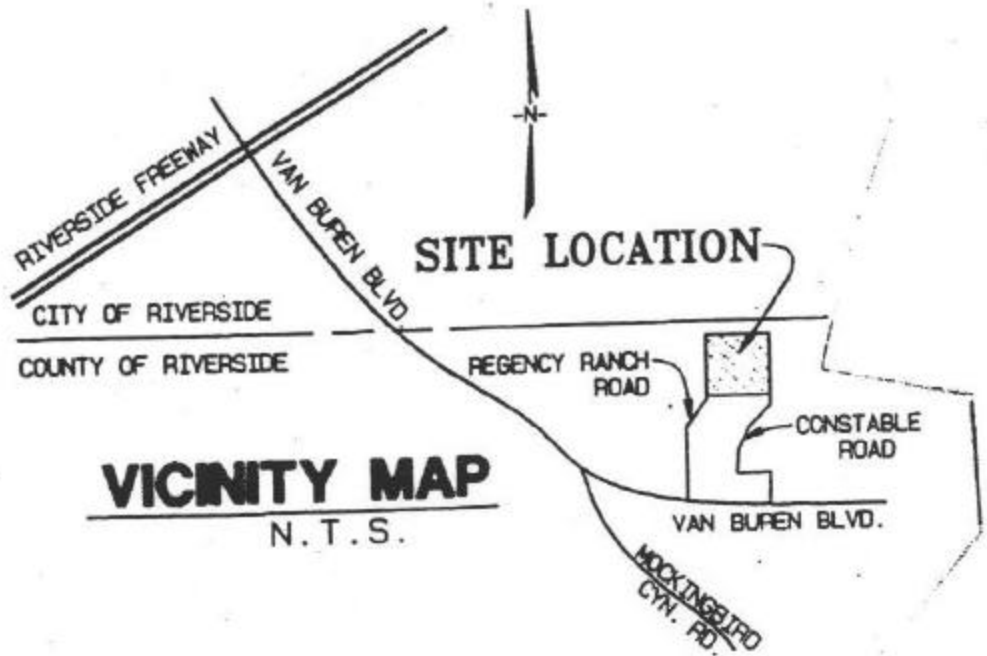 -N-
RIVERSIDE FREEWAY
VAN BUREN BLVD.
SITE LOCATION
CITY OF RIVERSIDE
COUNTY OF RIVERSIDE
REGENCY RANCH
ROAD
CONSTABLE
ROAD
VICINITY MAP
N.T.S.
VAN BUREN BLVD.
MOCKINGBIRD
CYN. RD.